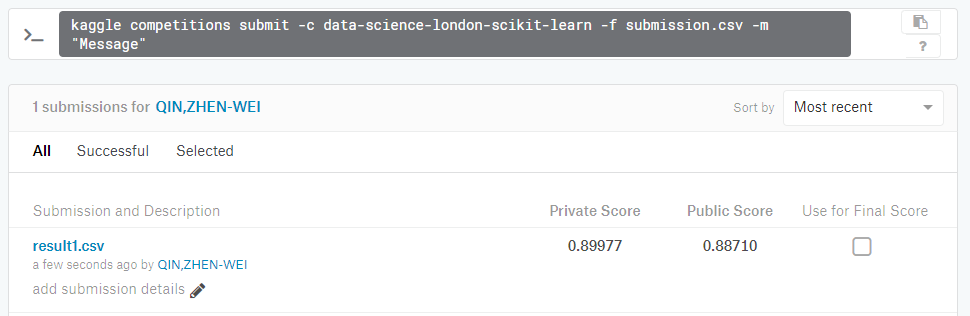 kaggle competitions submit -c data-science-london-scikit-learn -f submission.csv -m
"Message"
?
1 submissions for QIN,ZHEN-WEI
Sort by Most recent
All Successful Selected
Submission and Description Private Score Public Score Use for Final Score
result1.csv 0.89977 0.88710
a few seconds ago by QIN,ZHEN-WEI
add submission details